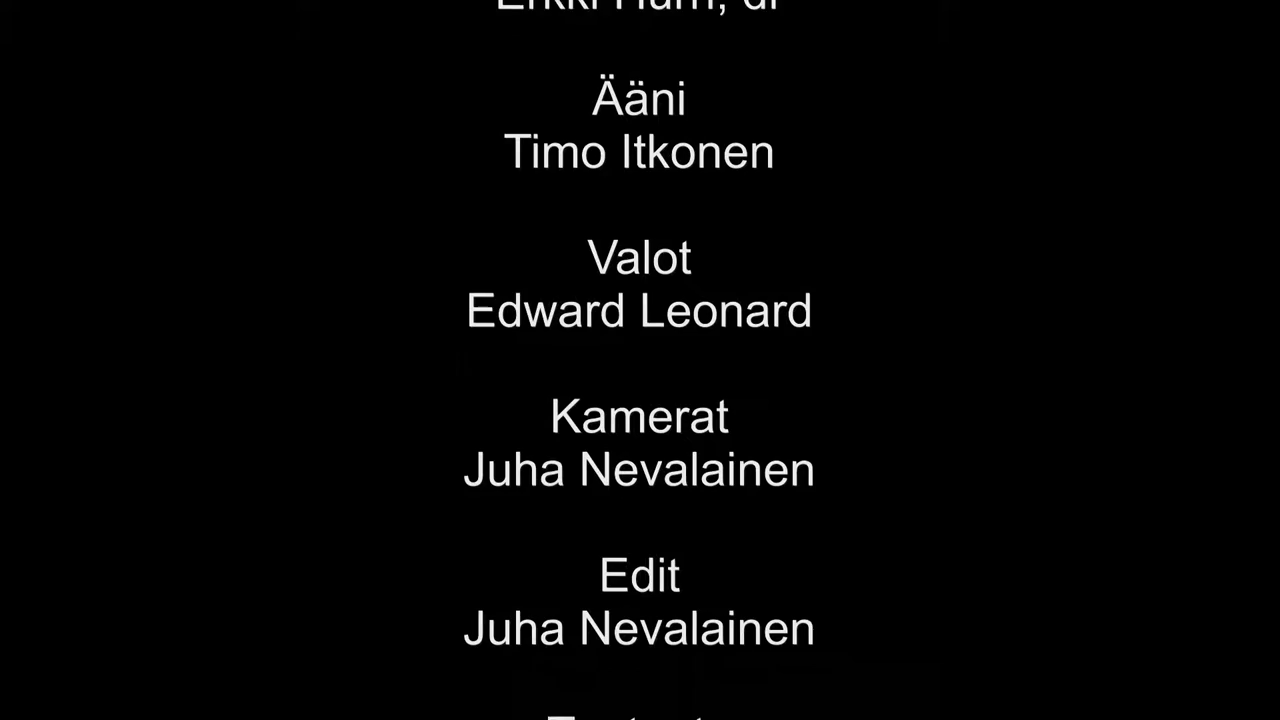 Ääni
Timo Itkonen
Valot
Edward Leonard
Kamerat
Juha Nevalainen
Edit
Juha Nevalainen